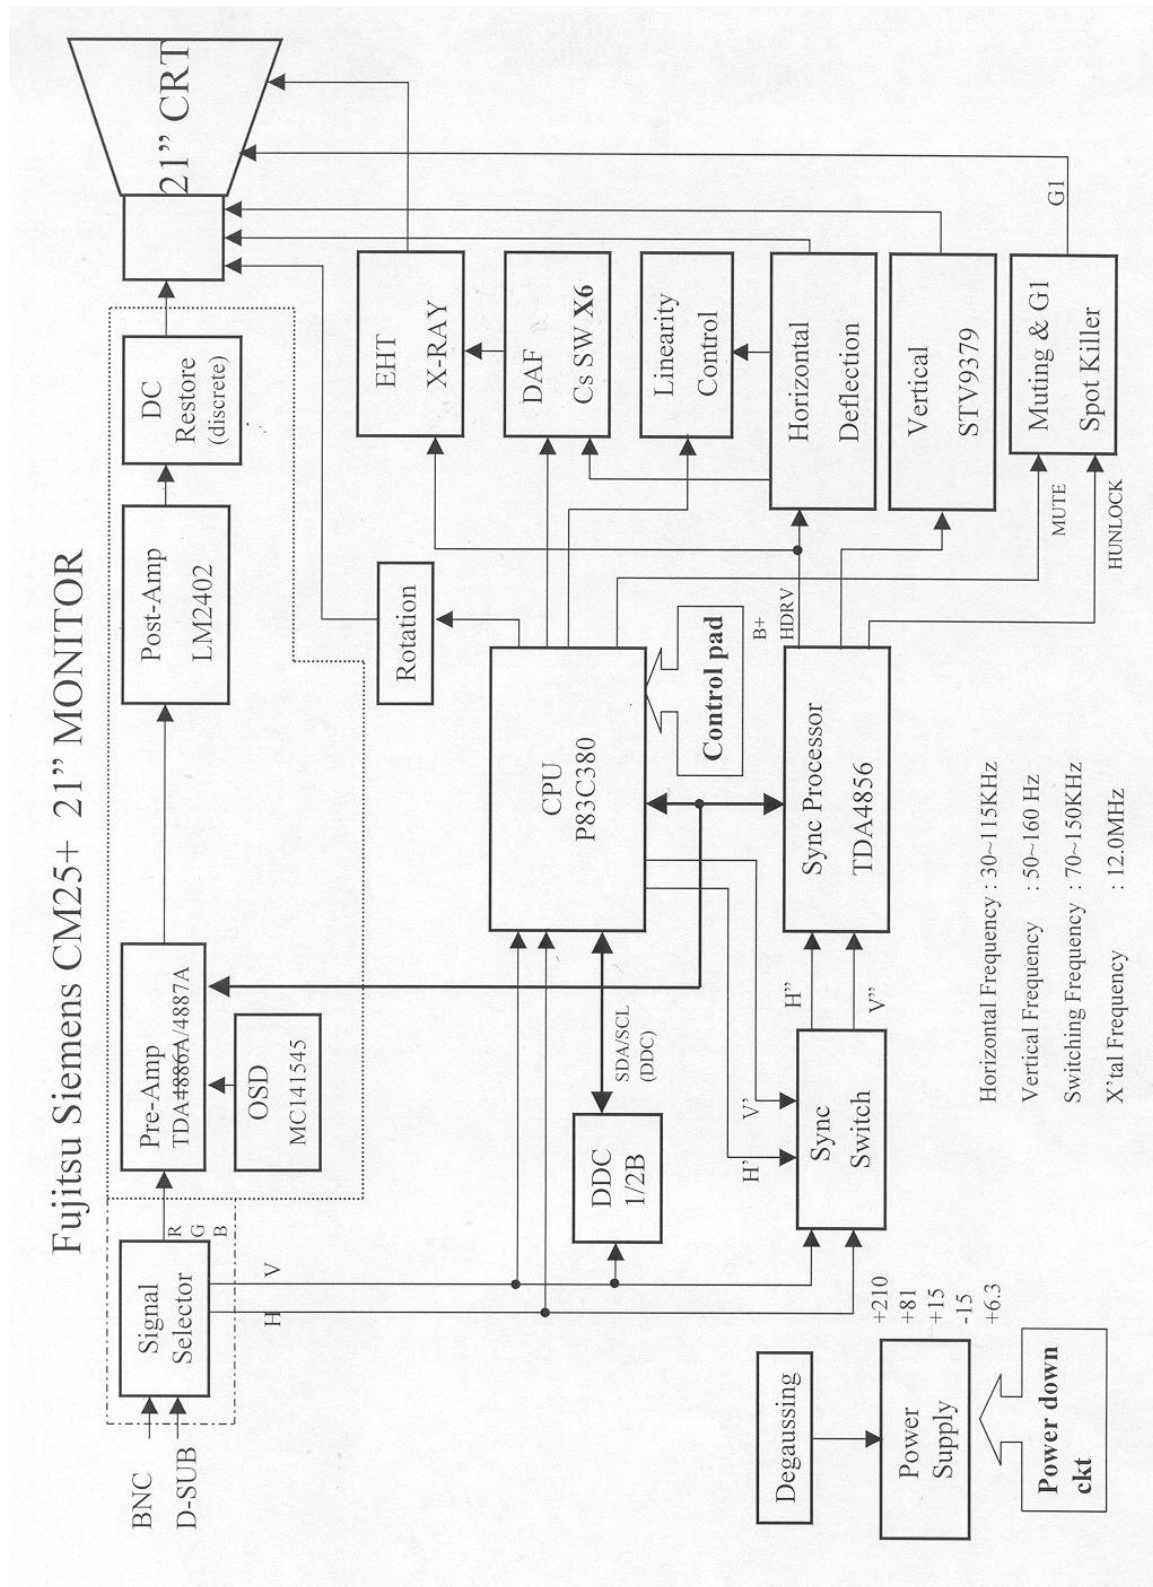 Fujitsu Siemens CM25+ 21” MONITOR
BNC
D-SUB
Signal
Selector
R
G
B
V
H
Pre-Amp
TDA4886A/4887A
OSD
MC141545
Post-Amp
LM2402
DC
Restore
(discrete)
21” CRT
Rotation
EHT
X-RAY
DAF
Cs SW X6
Linearity
Control
Horizontal
Deflection
Vertical
STV9379
Muting & G1
Spot Killer
G1
MUTE
HUNLOCK
CPU
P83C380
Control pad
B+
HDRV
SDA/SCL
(DDC)
DDC
1/2B
H'
V'
Sync
Switch
H”
V”
Sync Processor
TDA4856
Degaussing
Power
Supply
+210
+81
+15
-15
+6.3
Power down
ckt
Horizontal Frequency : 30~115KHz
Vertical Frequency : 50~160 Hz
Switching Frequency : 70~150KHz
X'tal Frequency : 12.0MHz